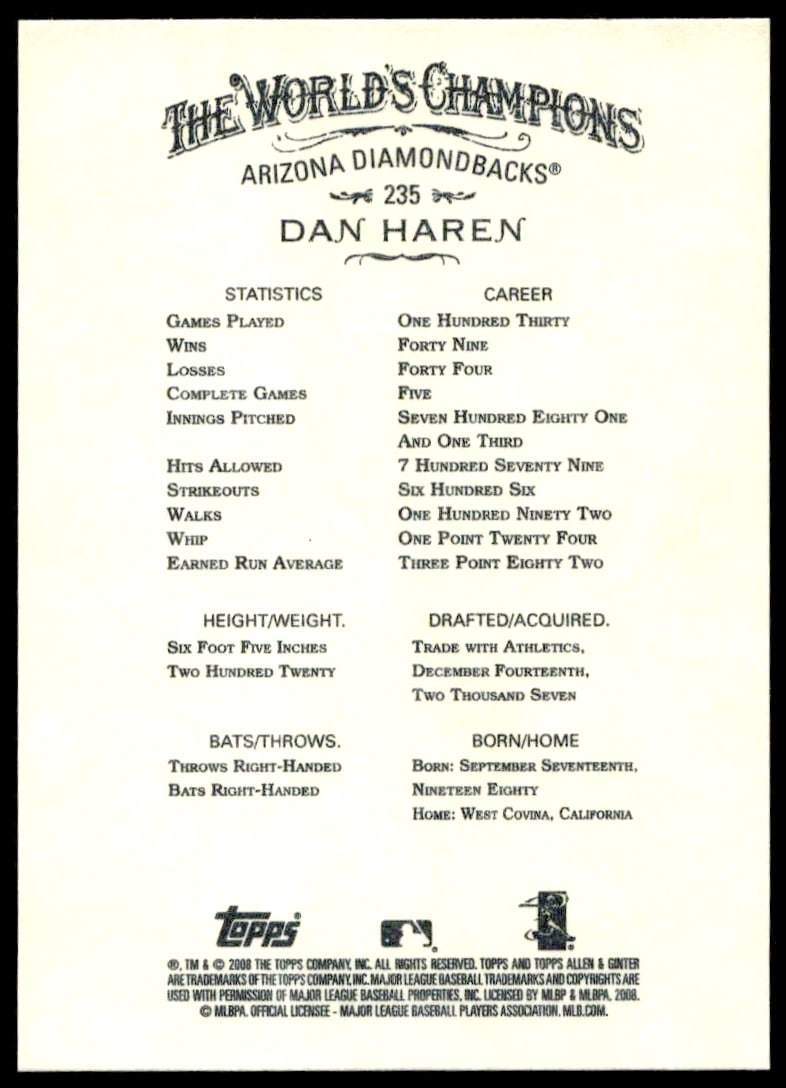 THE WORLD'S CHAMPIONS
ARIZONA DIAMONDBACKS®
235
DAN HAREN
STATISTICS CAREER
GAMES PLAYED ONE HUNDRED THIRTY
WINS FORTY NINE
LOSSES FORTY FOUR
COMPLETE GAMES FIVE
INNINGS PITCHED SEVEN HUNDRED EIGHTY ONE
AND ONE THIRD
HITS ALLOWED 7 HUNDRED SEVENTY NINE
STRIKEOUTS SIX HUNDRED SIX
WALKS ONE HUNDRED NINETY TWO
WHIP ONE POINT TWENTY FOUR
EARNED RUN AVERAGE THREE POINT EIGHTY TWO
HEIGHT/WEIGHT. DRAFTED/ACQUIRED.
SIX FOOT FIVE INCHES TRADE WITH ATHLETICS,
TWO HUNDRED TWENTY DECEMBER FOURTEENTH,
TWO THOUSAND SEVEN
BATS/THROWS. BORN/HOME
THROWS RIGHT-HANDED BORN: SEPTEMBER SEVENTEENTH,
BATS RIGHT-HANDED NINETEEN EIGHTY
HOME: WEST COVINA, CALIFORNIA
Topps®
®, TM & © 2008 THE TOPPS COMPANY, INC. ALL RIGHTS RESERVED. TOPPS AND TOPPS ALLEN & GINTER
ARE TRADEMARKS OF THE TOPPS COMPANY, INC. MAJOR LEAGUE BASEBALL TRADEMARKS AND COPYRIGHTS ARE
USED WITH PERMISSION OF MAJOR LEAGUE BASEBALL PROPERTIES, INC. LICENSED BY MLBP & MLBPA, 2008.
© MLBPA. OFFICIAL LICENSEE - MAJOR LEAGUE BASEBALL PLAYERS ASSOCIATION. MLB.COM.